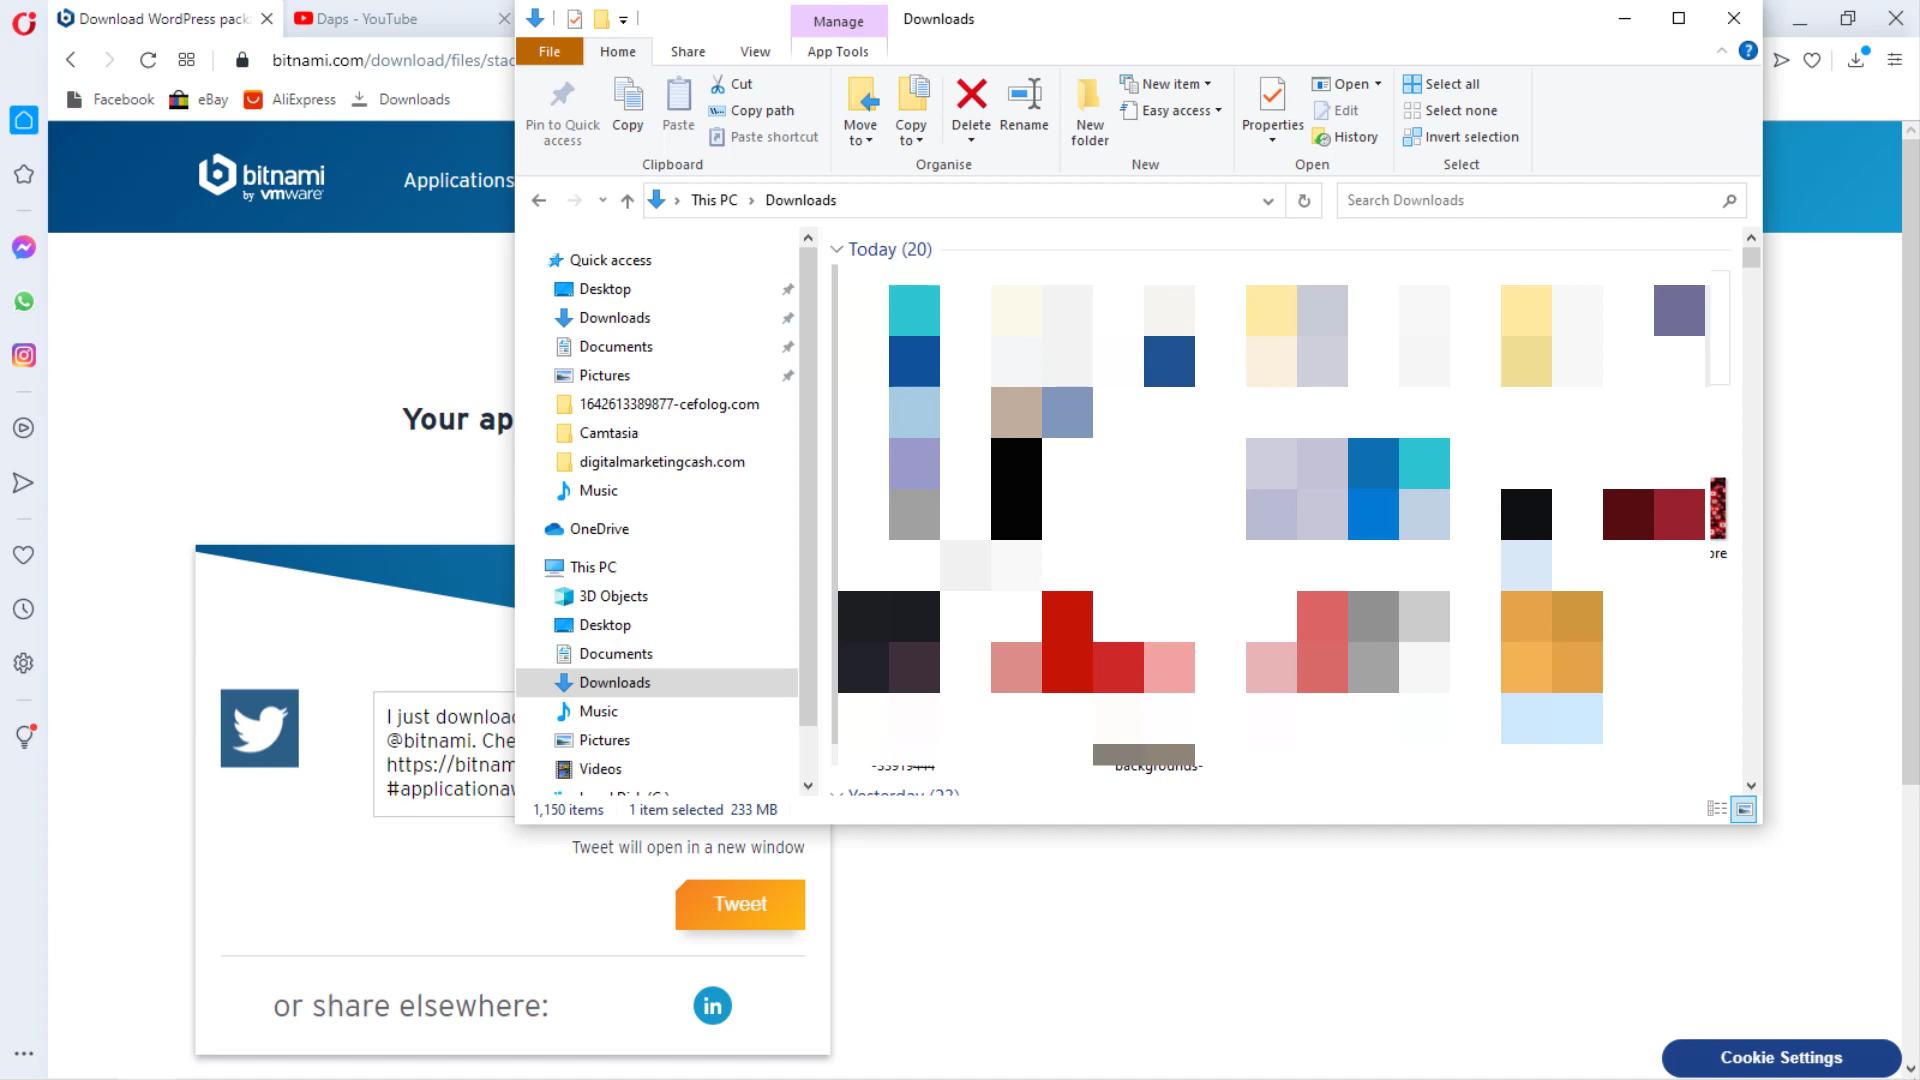 Download WordPress pack
Daps - YouTube
Manage
Downloads
bitnami.com/download/files/stac
File
Home
Share
View
App Tools
Facebook
eBay
AliExpress
Downloads
Pin to Quick access
Copy
Paste
Cut
Copy path
Paste shortcut
Move to
Copy to
Delete
Rename
New folder
New item
Easy access
Properties
Open
Edit
History
Select all
Select none
Invert selection
Clipboard
Organise
New
Open
Select
bitnami
by vmware
Applications
This PC > Downloads
Search Downloads
Today (20)
Quick access
Desktop
Downloads
Documents
Pictures
1642613389877-cefolog.com
Camtasia
digitalmarketingcash.com
Music
OneDrive
This PC
3D Objects
Desktop
Documents
Downloads
Music
Pictures
Videos
backgrounds-
1,150 items
1 item selected 233 MB
Your ap
I just downloa
@bitnami. Che
https://bitnam
#applicationaw
Tweet will open in a new window
Tweet
or share elsewhere:
in
Cookie Settings